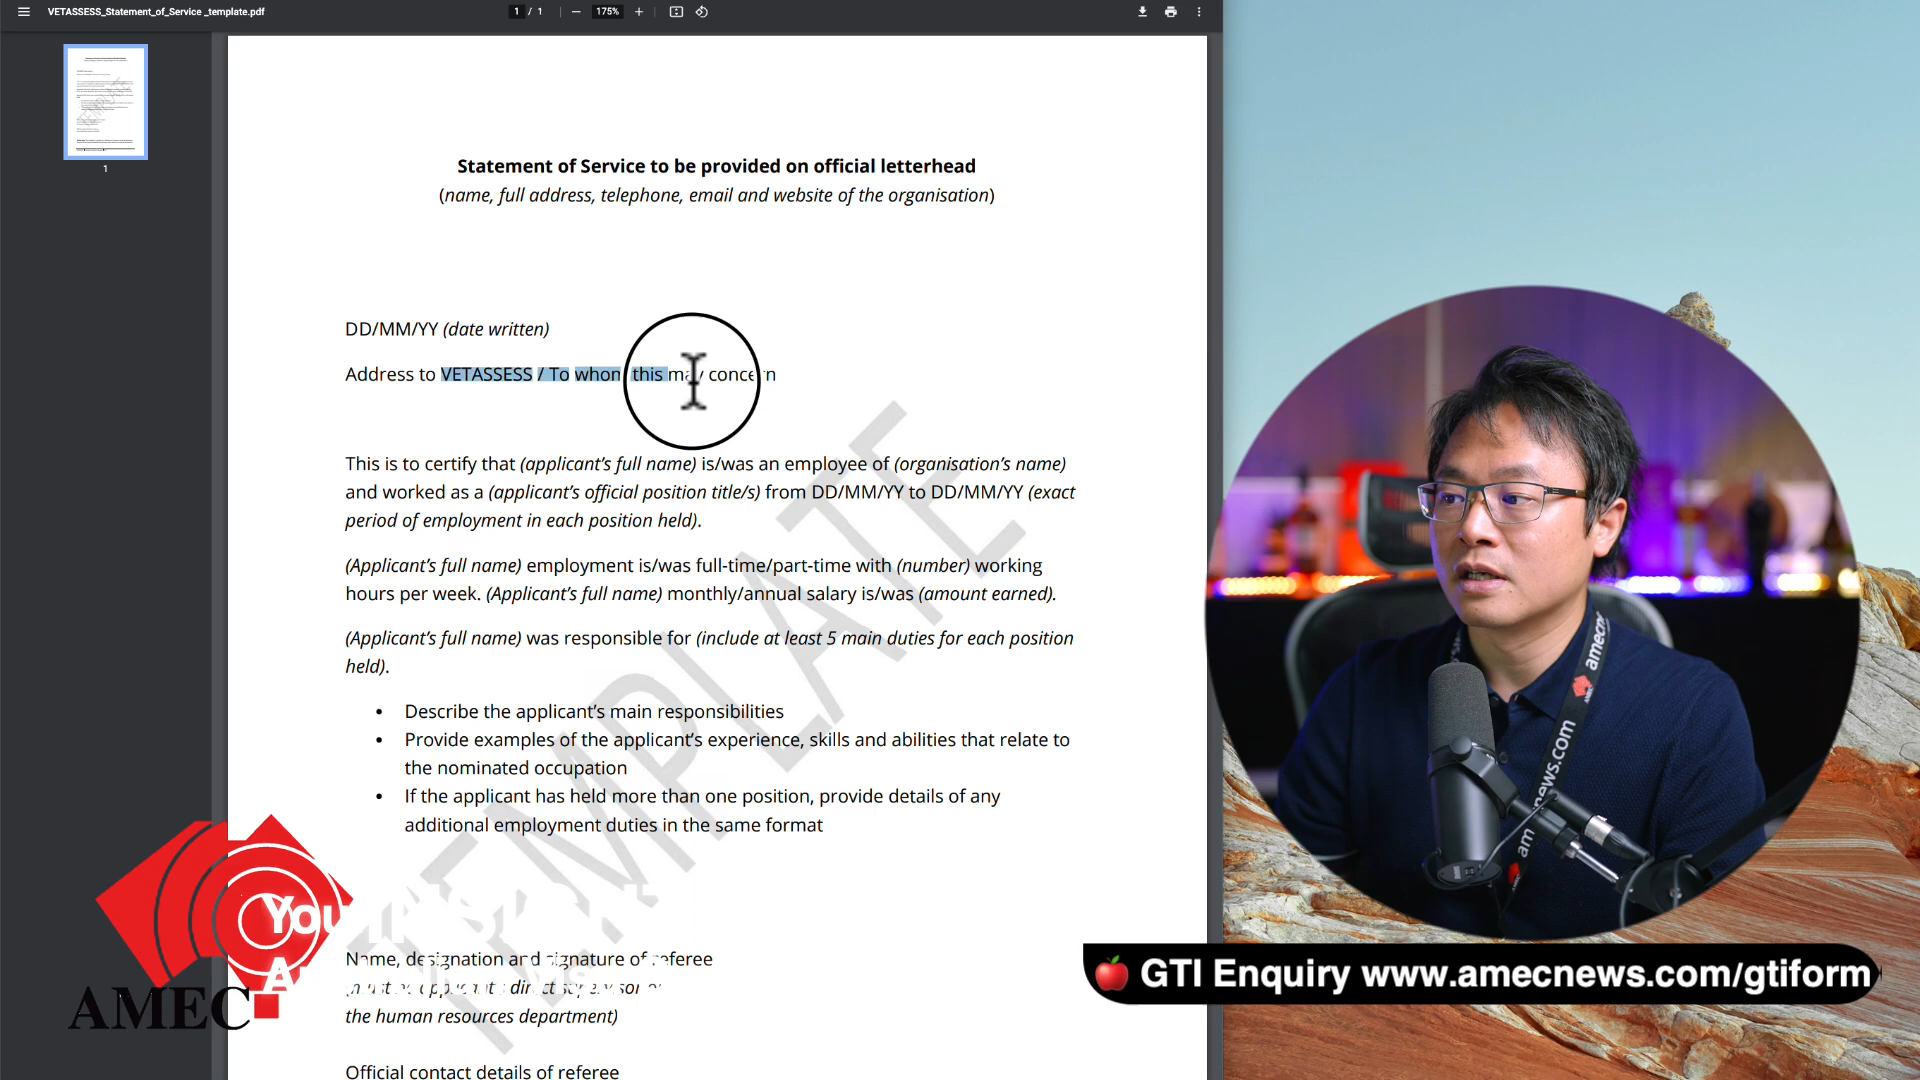 VETASSESS_Statement_of_Service _template.pdf
1 / 1
175%
1
Statement of Service to be provided on official letterhead
(name, full address, telephone, email and website of the organisation)
DD/MM/YY (date written)
Address to VETASSESS / To whom this may concern
This is to certify that (applicant's full name) is/was an employee of (organisation's name)
and worked as a (applicant's official position title/s) from DD/MM/YY to DD/MM/YY (exact
period of employment in each position held).
(Applicant's full name) employment is/was full-time/part-time with (number) working
hours per week. (Applicant's full name) monthly/annual salary is/was (amount earned).
(Applicant's full name) was responsible for (include at least 5 main duties for each position
held).
• Describe the applicant's main responsibilities
• Provide examples of the applicant's experience, skills and abilities that relate to
the nominated occupation
• If the applicant has held more than one position, provide details of any
additional employment duties in the same format
TEMPLATE
Name, designation and signature of referee
the human resources department)
Official contact details of referee
You
AMEC
amecnews
news.com
am
GTI Enquiry www.amecnews.com/gtiform